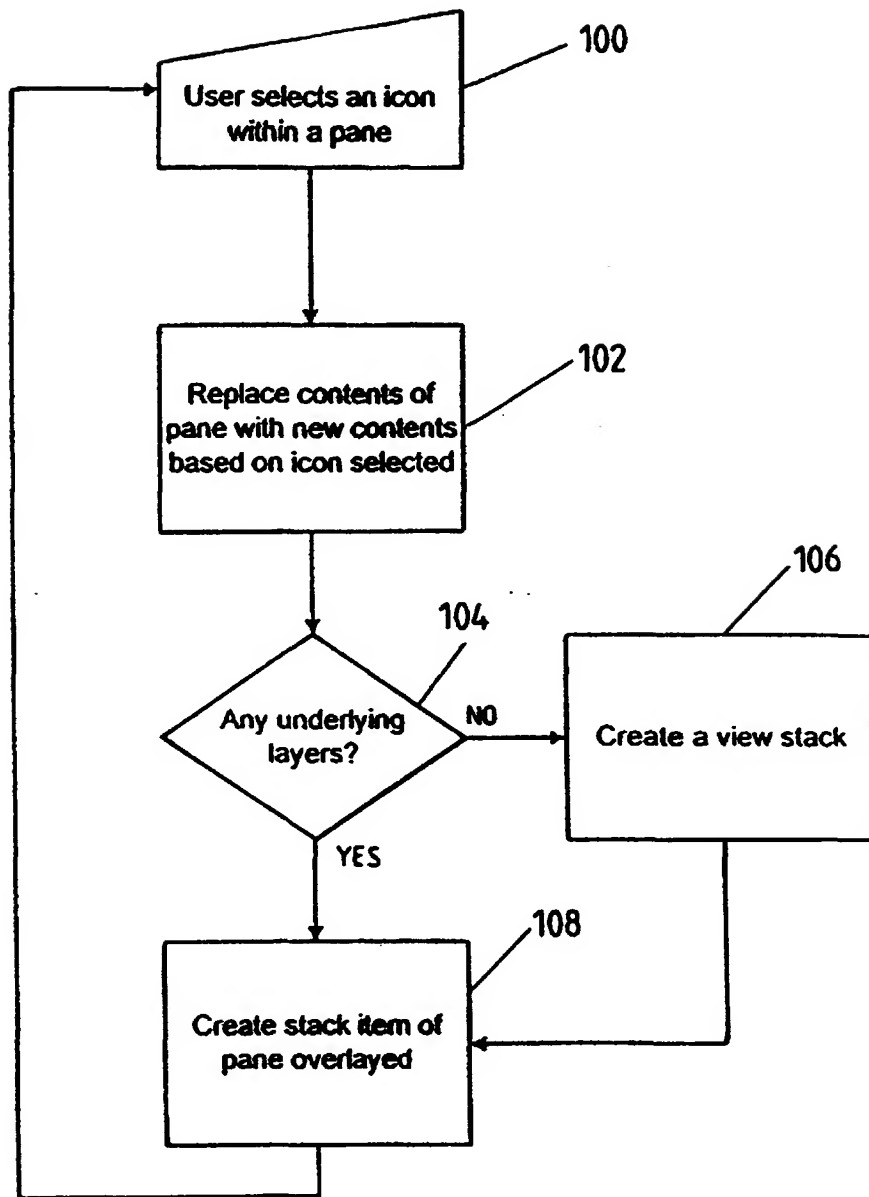 100
User selects an icon
within a pane
102
Replace contents of
pane with new contents
based on icon selected
104
106
Any underlying
layers?
NO
Create a view stack
YES
108
Create stack item of
pane overlayed